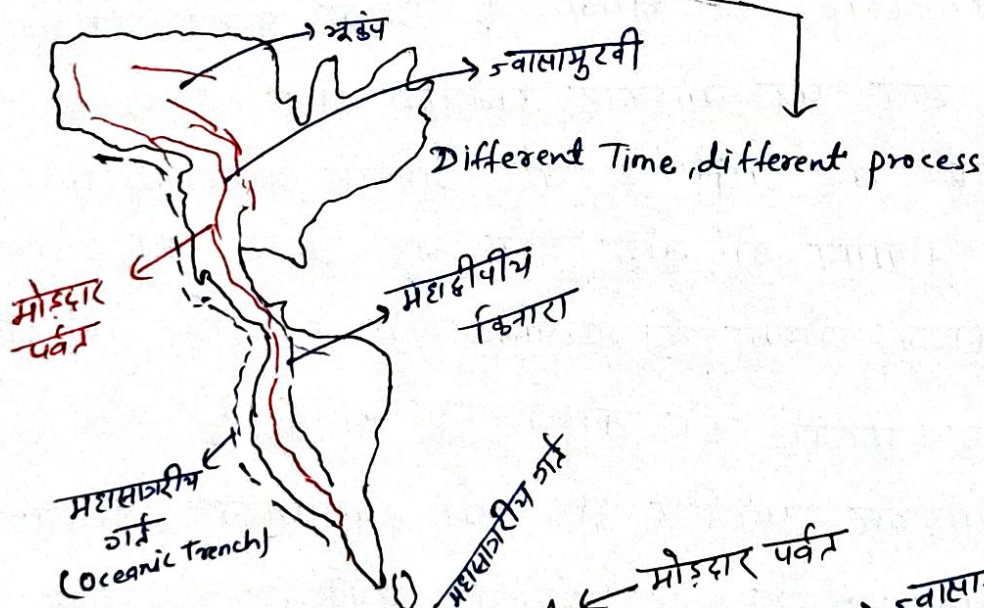 भूकंप
ज्वालामुखी
Different Time, different process
मोड़दार
पर्वत
महाद्वीपीय
किनारा
महासागरीय
गर्त
(Oceanic Trench)
महासागरीय गर्त
मोड़दार पर्वत